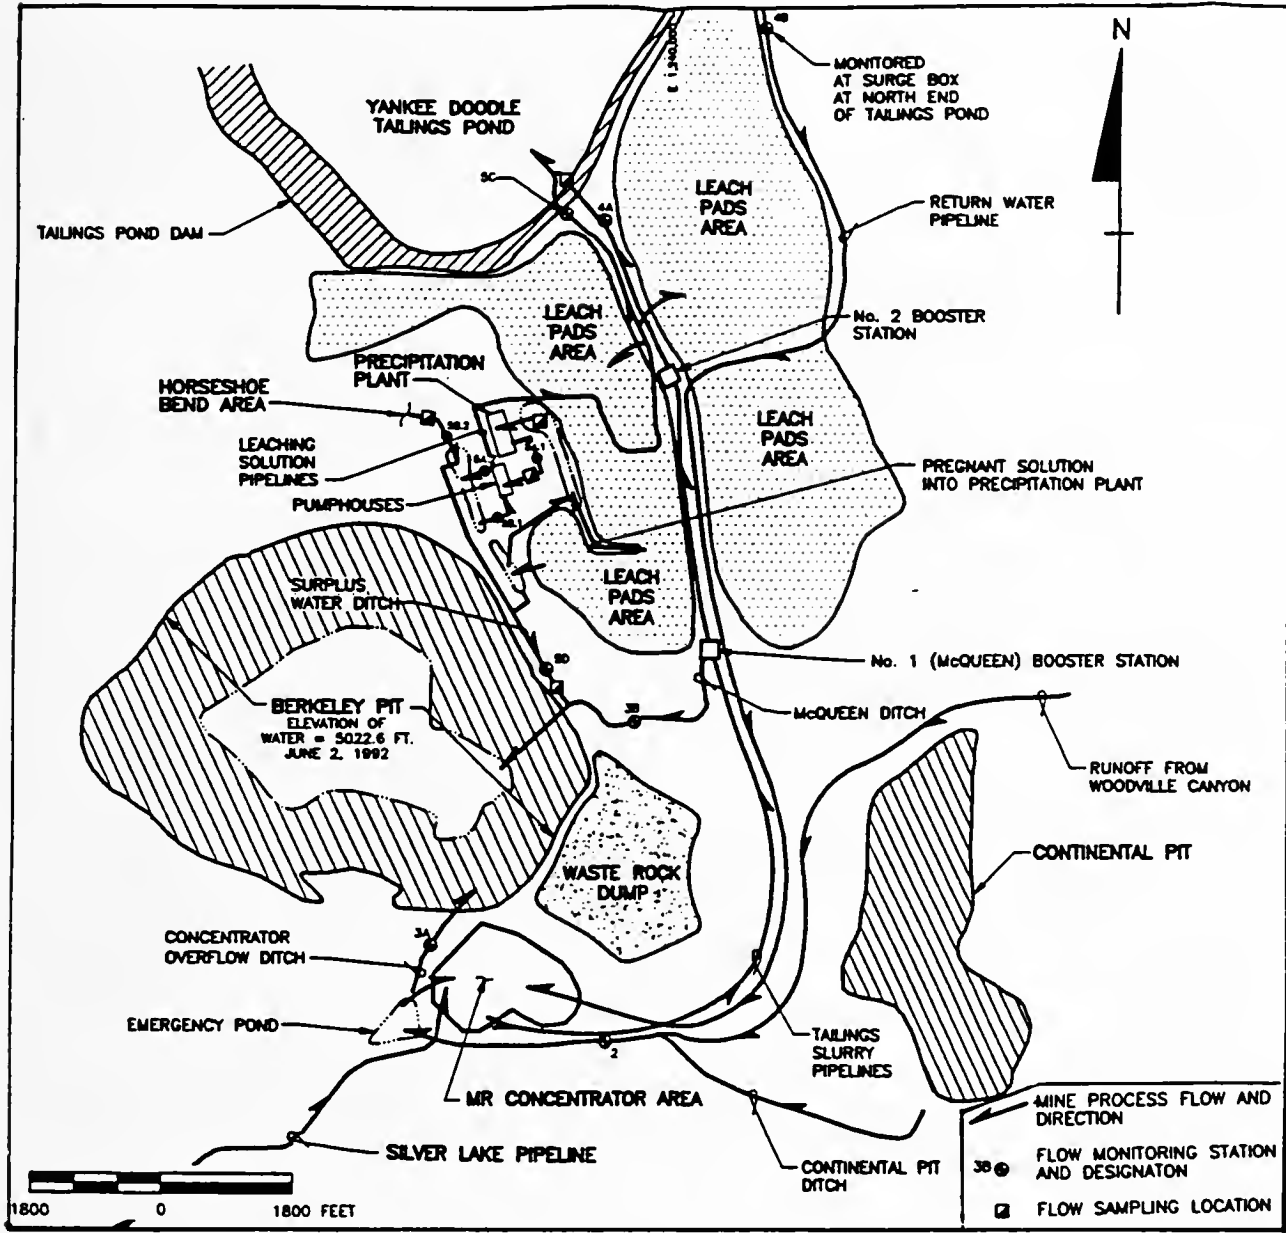 N
4B
MONITORED
AT SURGE BOX
AT NORTH END
OF TAILINGS POND
YANKEE DOODLE
TAILINGS POND
5C
4A
LEACH
PADS
AREA
RETURN WATER
PIPELINE
TAILINGS POND DAM
LEACH
PADS
AREA
No. 2 BOOSTER
STATION
PRECIPITATION
PLANT
HORSESHOE
BEND AREA
LEACHING
SOLUTION
PIPELINES
PUMPHOUSES
LEACH
PADS
AREA
PREGNANT SOLUTION
INTO PRECIPITATION PLANT
SURPLUS
WATER DITCH
LEACH
PADS
AREA
5D
No. 1 (McQUEEN) BOOSTER STATION
BERKELEY PIT
ELEVATION OF
WATER = 5022.6 FT.
JUNE 2, 1992
3B
McQUEEN DITCH
RUNOFF FROM
WOODVILLE CANYON
CONTINENTAL PIT
WASTE ROCK
DUMP
3A
CONCENTRATOR
OVERFLOW DITCH
EMERGENCY POND
2
TAILINGS
SLURRY
PIPELINES
MR CONCENTRATOR AREA
SILVER LAKE PIPELINE
CONTINENTAL PIT
DITCH
MINE PROCESS FLOW AND
DIRECTION
3B
FLOW MONITORING STATION
AND DESIGNATON
FLOW SAMPLING LOCATION
1800 0 1800 FEET